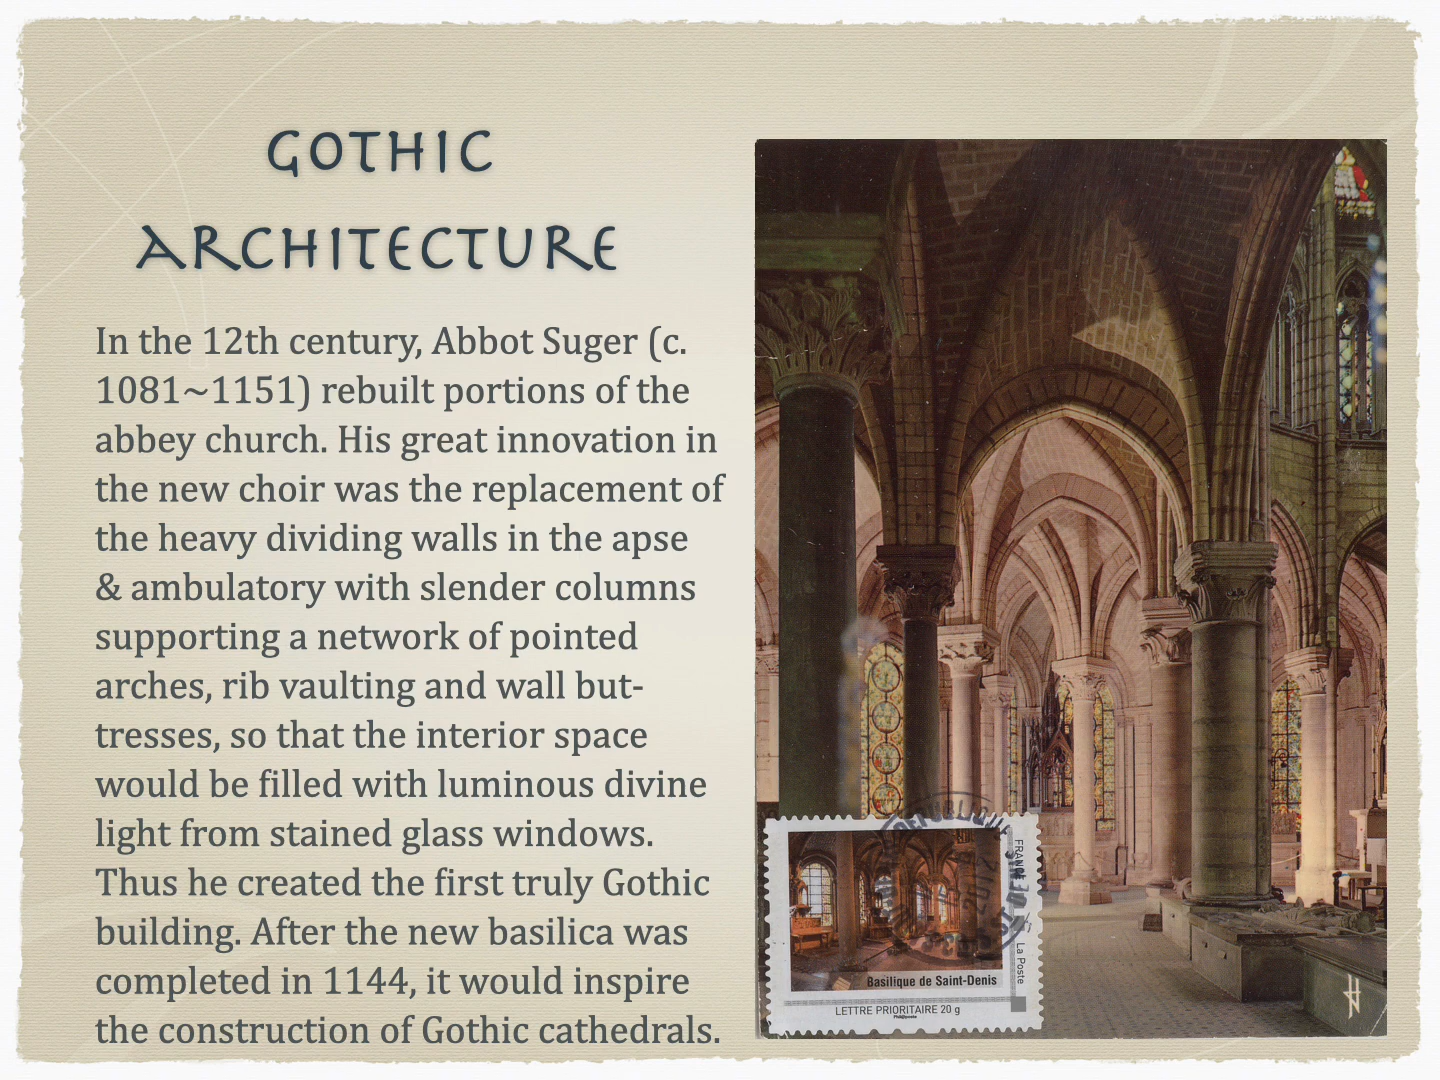 GOTHIC
ARCHITECTURE
In the 12th century, Abbot Suger (c.
1081~1151) rebuilt portions of the
abbey church. His great innovation in
the new choir was the replacement of
the heavy dividing walls in the apse
& ambulatory with slender columns
supporting a network of pointed
arches, rib vaulting and wall but-
tresses, so that the interior space
would be filled with luminous divine
light from stained glass windows.
Thus he created the first truly Gothic
building. After the new basilica was
completed in 1144, it would inspire
the construction of Gothic cathedrals.
REPUBLIQUE
FRANCE
La Poste
Basilique de Saint-Denis
LETTRE PRIORITAIRE 20 g
Phil@poste